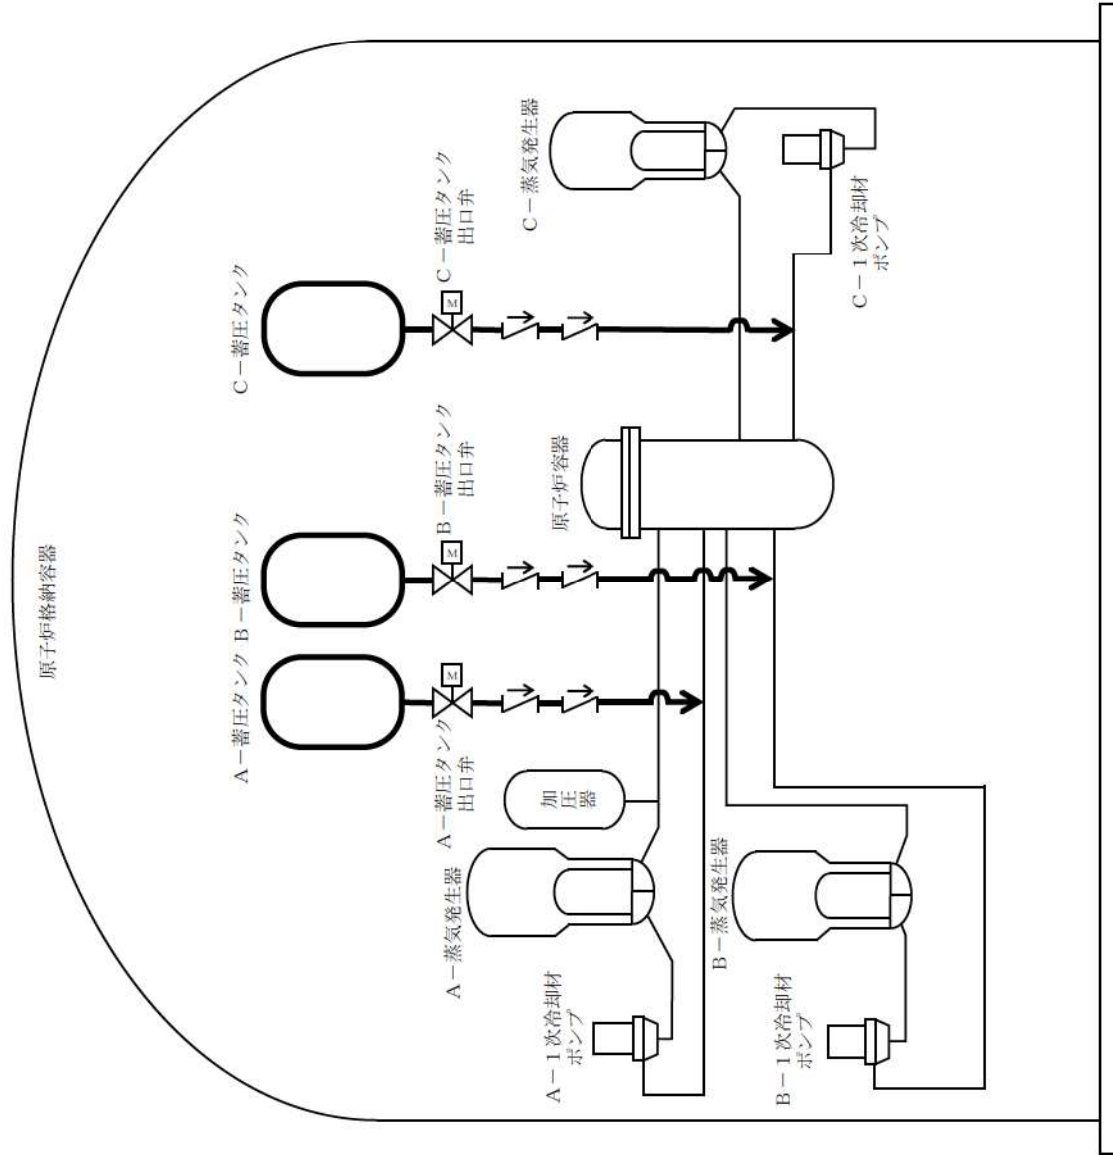 原子炉格納容器
A－蓄圧タンク
B－蓄圧タンク
C－蓄圧タンク
M
A－蓄圧タンク
出口弁
M
B－蓄圧タンク
出口弁
M
C－蓄圧タンク
出口弁
A－蒸気発生器
加
圧
器
原子炉容器
C－蒸気発生器
A－1次冷却材
ポンプ
B－蒸気発生器
B－1次冷却材
ポンプ
C－1次冷却材
ポンプ